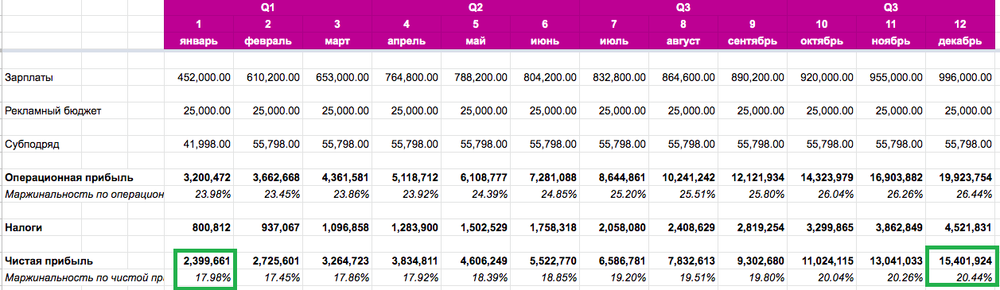 Q1 Q2 Q3 Q3
1 2 3 4 5 6 7 8 9 10 11 12
январь февраль март апрель май июнь июль август сентябрь октябрь ноябрь декабрь
Зарплаты 452,000.00 610,200.00 653,000.00 764,800.00 788,200.00 804,200.00 832,800.00 864,600.00 890,200.00 920,000.00 955,000.00 996,000.00
Рекламный бюджет 25,000.00 25,000.00 25,000.00 25,000.00 25,000.00 25,000.00 25,000.00 25,000.00 25,000.00 25,000.00 25,000.00 25,000.00
Субподряд 41,998.00 55,798.00 55,798.00 55,798.00 55,798.00 55,798.00 55,798.00 55,798.00 55,798.00 55,798.00 55,798.00 55,798.00
Операционная прибыль 3,200,472 3,662,668 4,361,581 5,118,712 6,108,777 7,281,088 8,644,861 10,241,242 12,121,934 14,323,979 16,903,882 19,923,754
Маржинальность по операцион 23.98% 23.45% 23.86% 23.92% 24.39% 24.85% 25.20% 25.51% 25.80% 26.04% 26.26% 26.44%
Налоги 800,812 937,067 1,096,858 1,283,900 1,502,529 1,758,318 2,058,080 2,408,629 2,819,254 3,299,865 3,862,849 4,521,831
Чистая прибыль 2,399,661 2,725,601 3,264,723 3,834,811 4,606,249 5,522,770 6,586,781 7,832,613 9,302,680 11,024,115 13,041,033 15,401,924
Маржинальность по чистой пр 17.98% 17.45% 17.86% 17.92% 18.39% 18.85% 19.20% 19.51% 19.80% 20.04% 20.26% 20.44%